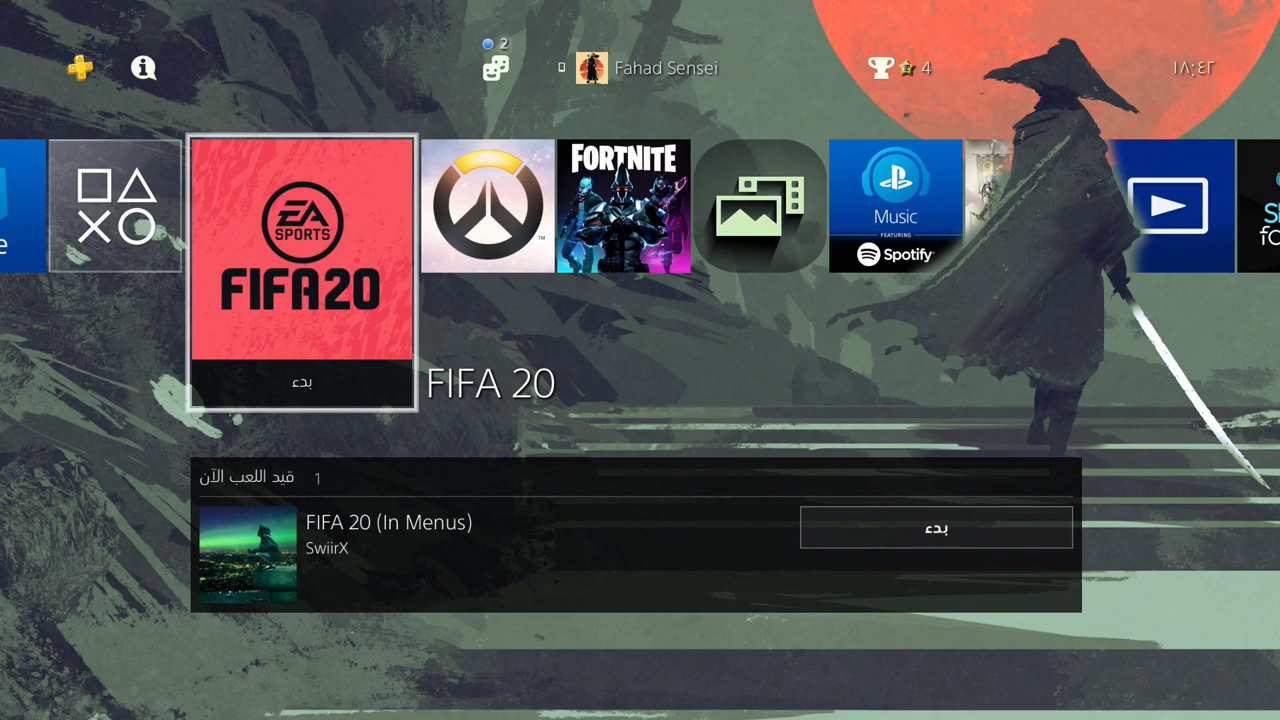 2
Fahad Sensei
4
١٨:٤٢
e
EA
SPORTS
FIFA20
بدء
FORTNITE
Music
FEATURING
Spotify
FIFA 20
قيد اللعب الآن 1
FIFA 20 (In Menus)
SwiirX
بدء